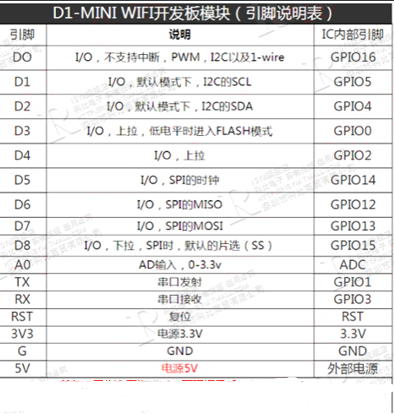 D1-MINI WIFI开发板模块（引脚说明表）
引脚 说明 IC内部引脚
DO I/O，不支持中断，PWM，I2C以及1-wire GPIO16
D1 I/O，默认模式下，I2C的SCL GPIO5
D2 I/O，默认模式下，I2C的SDA GPIO4
D3 I/O，上拉，低电平时进入FLASH模式 GPIO0
D4 I/O，上拉 GPIO2
D5 I/O，SPI的时钟 GPIO14
D6 I/O，SPI的MISO GPIO12
D7 I/O，SPI的MOSI GPIO13
D8 I/O，下拉，SPI时，默认的片选（SS） GPIO15
A0 AD输入，0-3.3v ADC
TX 串口发射 GPIO1
RX 串口接收 GPIO3
RST 复位 RST
3V3 电源3.3V 3.3V
G GND GND
5V 电源5V 外部电源